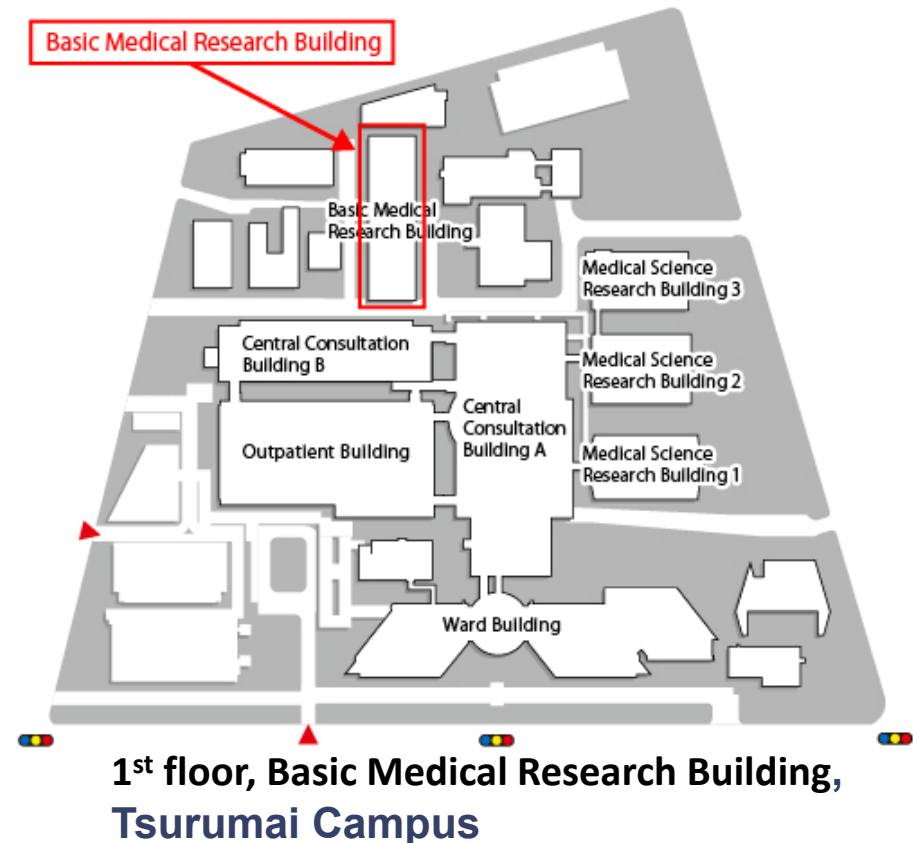 Basic Medical Research Building
Basic Medical
Research Building
Medical Science
Research Building 3
Central Consultation
Building B
Medical Science
Research Building 2
Central
Consultation
Building A
Outpatient Building
Medical Science
Research Building 1
Ward Building
1st floor, Basic Medical Research Building,
Tsurumai Campus